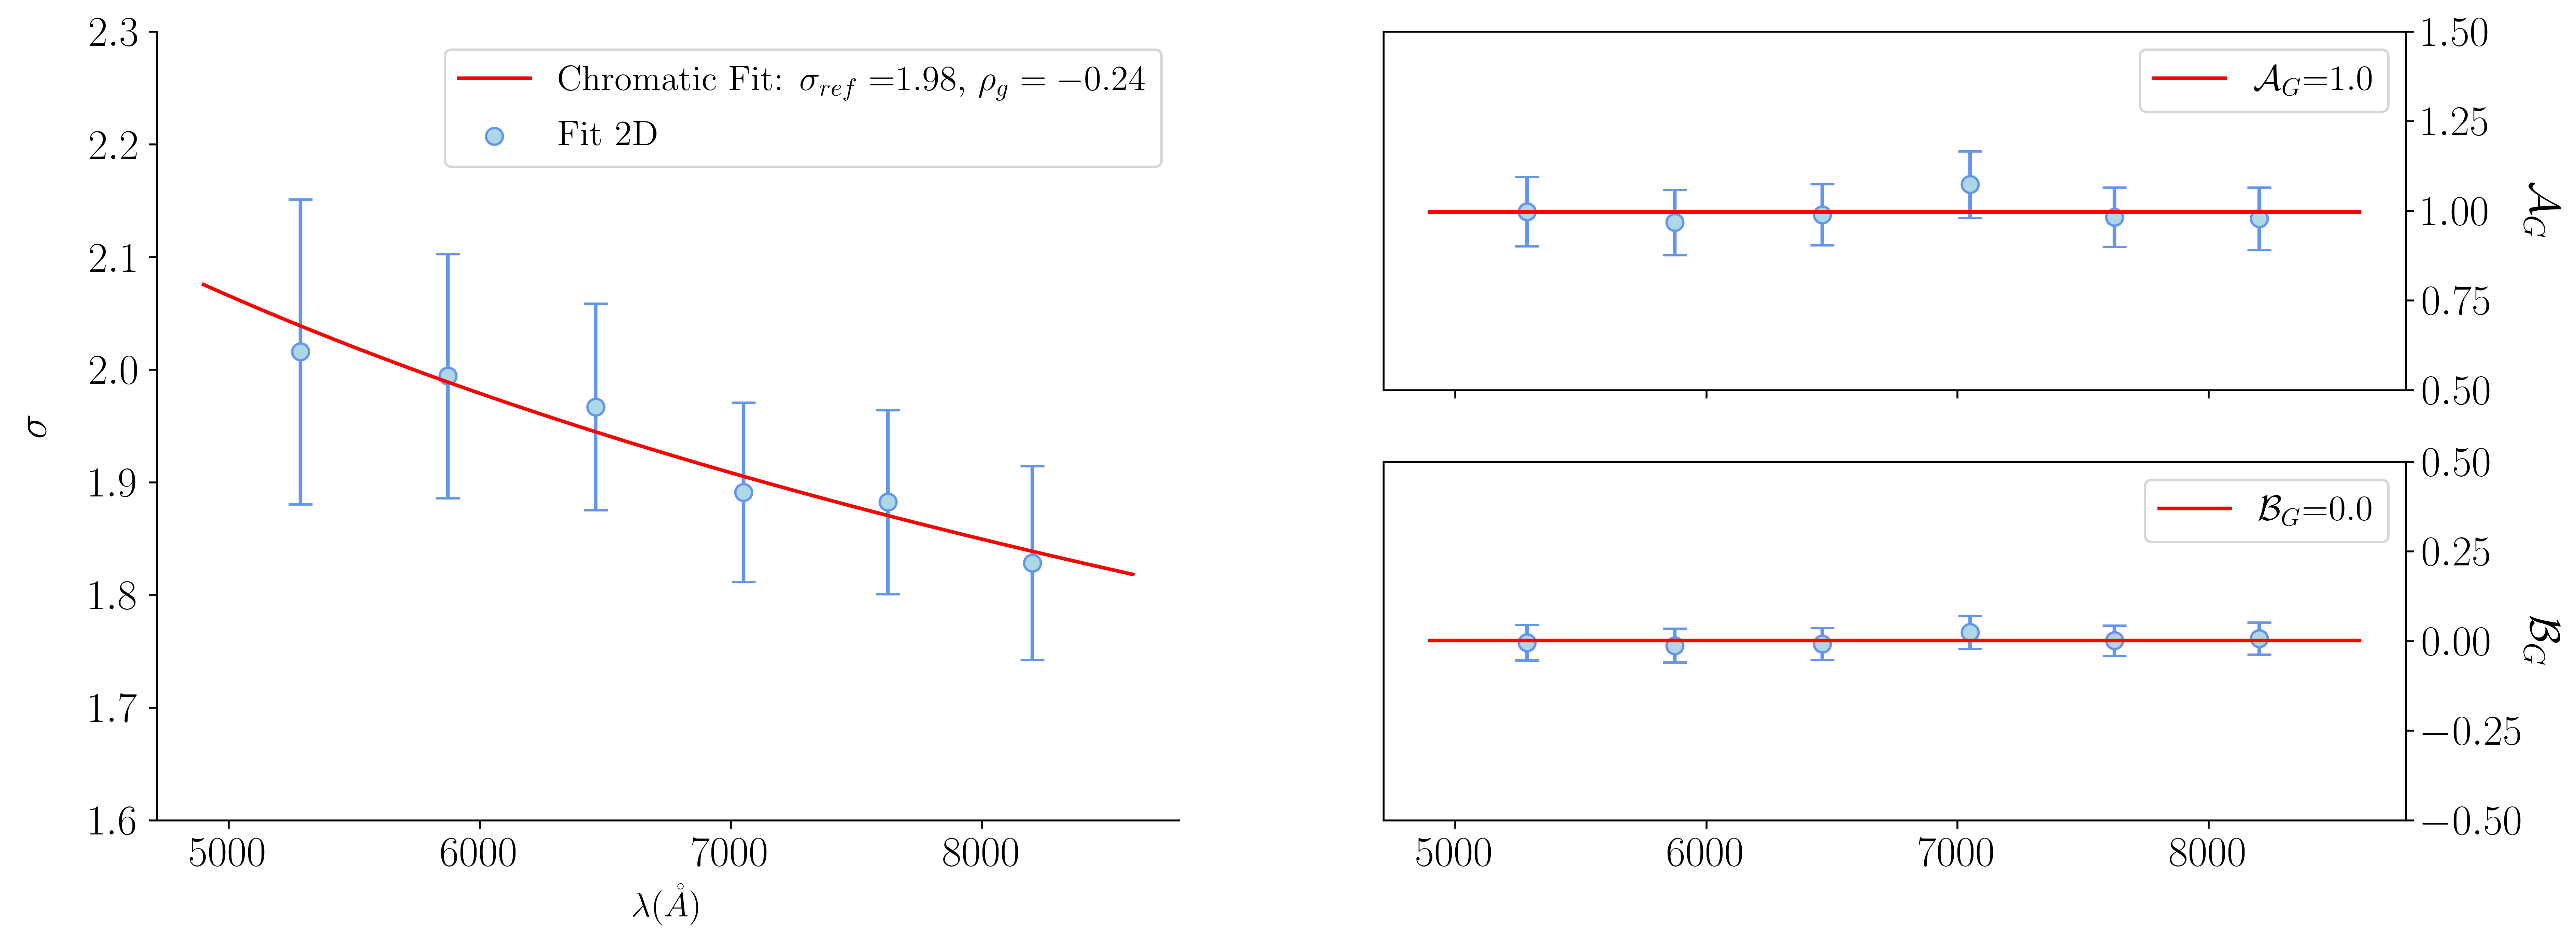 2.3
2.2
2.1
2.0
1.9
1.8
1.7
1.6
σ
5000 6000 7000 8000
λ(Å)
Chromatic Fit: σ_ref =1.98, ρ_g = −0.24
Fit 2D
𝒜_G=1.0
1.50
1.25
1.00
0.75
0.50
𝒜_G
ℬ_G=0.0
0.50
0.25
0.00
−0.25
−0.50
ℬ_G
5000 6000 7000 8000